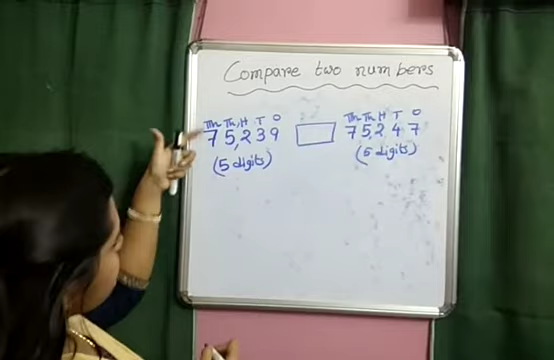 Compare two numbers
TTh Th, H T O TTh Th H T O
75,239 75,247
(5 digits) (5 digits)